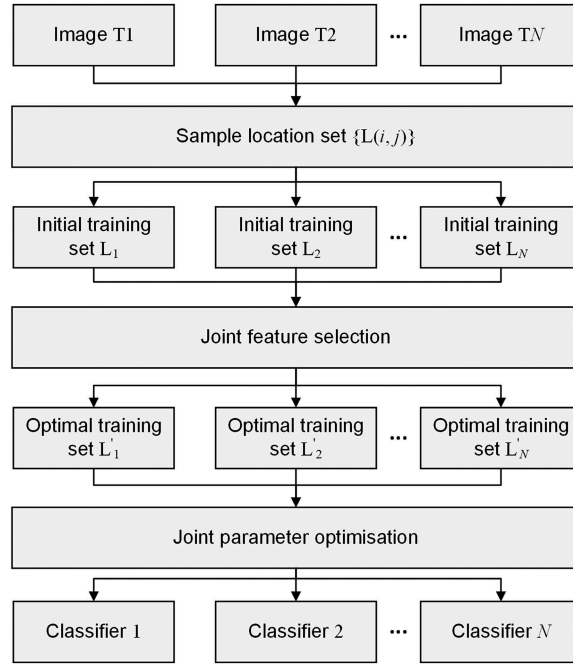 Image T1
Image T2
...
Image TN
Sample location set {L(i, j)}
Initial training
set L₁
Initial training
set L₂
...
Initial training
set L_N
Joint feature selection
Optimal training
set L'₁
Optimal training
set L'₂
...
Optimal training
set L'_N
Joint parameter optimisation
Classifier 1
Classifier 2
...
Classifier N